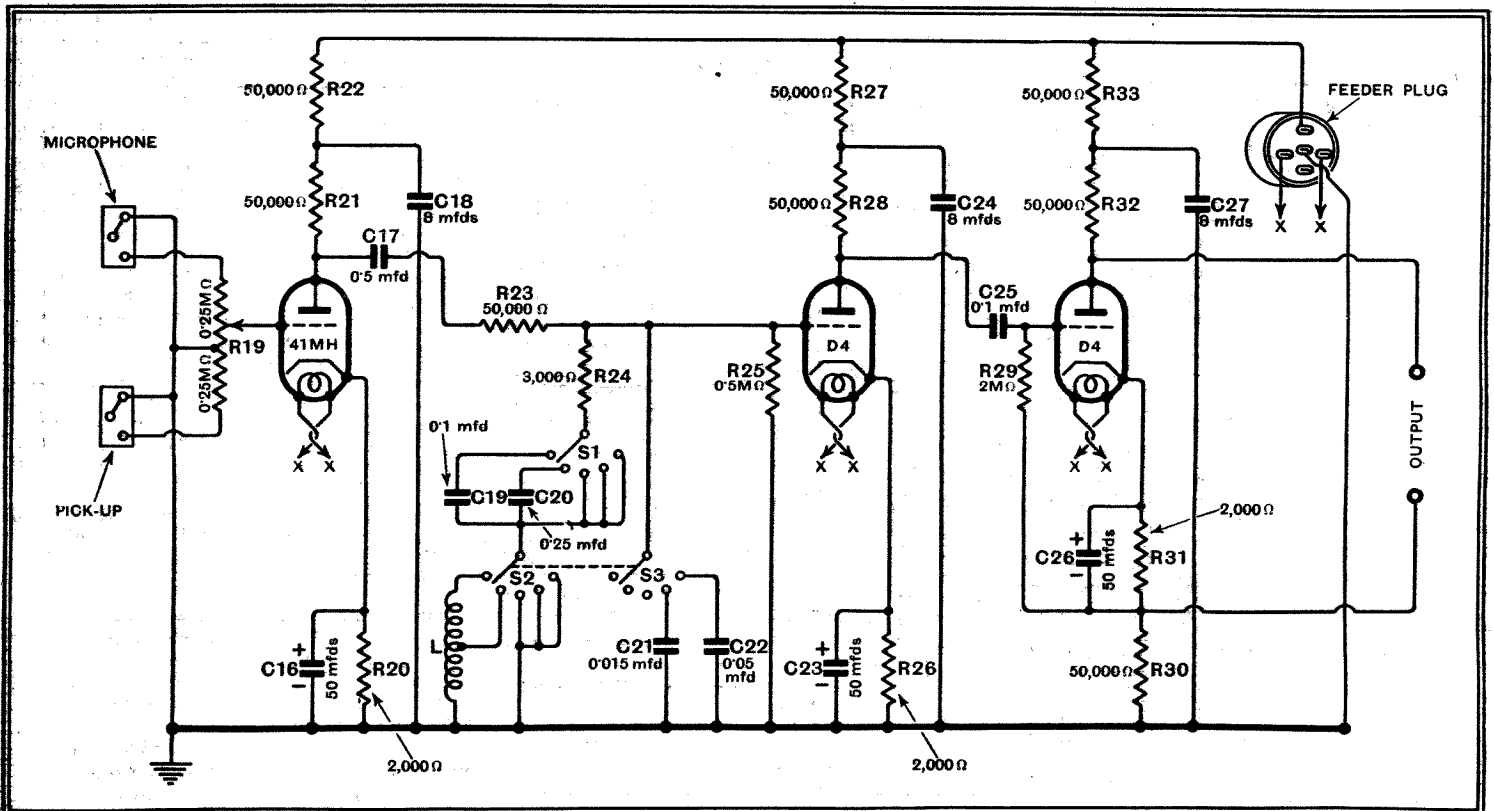 50,000Ω R22
50,000Ω R27
50,000Ω R33
FEEDER PLUG
MICROPHONE
50,000Ω R21
C18
8 mfds
50,000Ω R28
C24
8 mfds
50,000Ω R32
C27
8 mfds
X X
C17
0·5 mfd
R23
50,000 Ω
C25
0·1 mfd
0·25MΩ
R19
0·25MΩ
41MH
D4
D4
3,000Ω R24
R25
0·5MΩ
R29
2MΩ
OUTPUT
0·1 mfd
X X
S1
X X
X X
PICK-UP
C19
C20
0·25 mfd
2,000Ω
S2
S3
+
C26
-
50 mfds
R31
L
C21
0·015 mfd
C22
0·05
mfd
+
C16
-
50 mfds
R20
+
C23
-
50 mfds
R26
50,000Ω R30
2,000Ω
2,000Ω